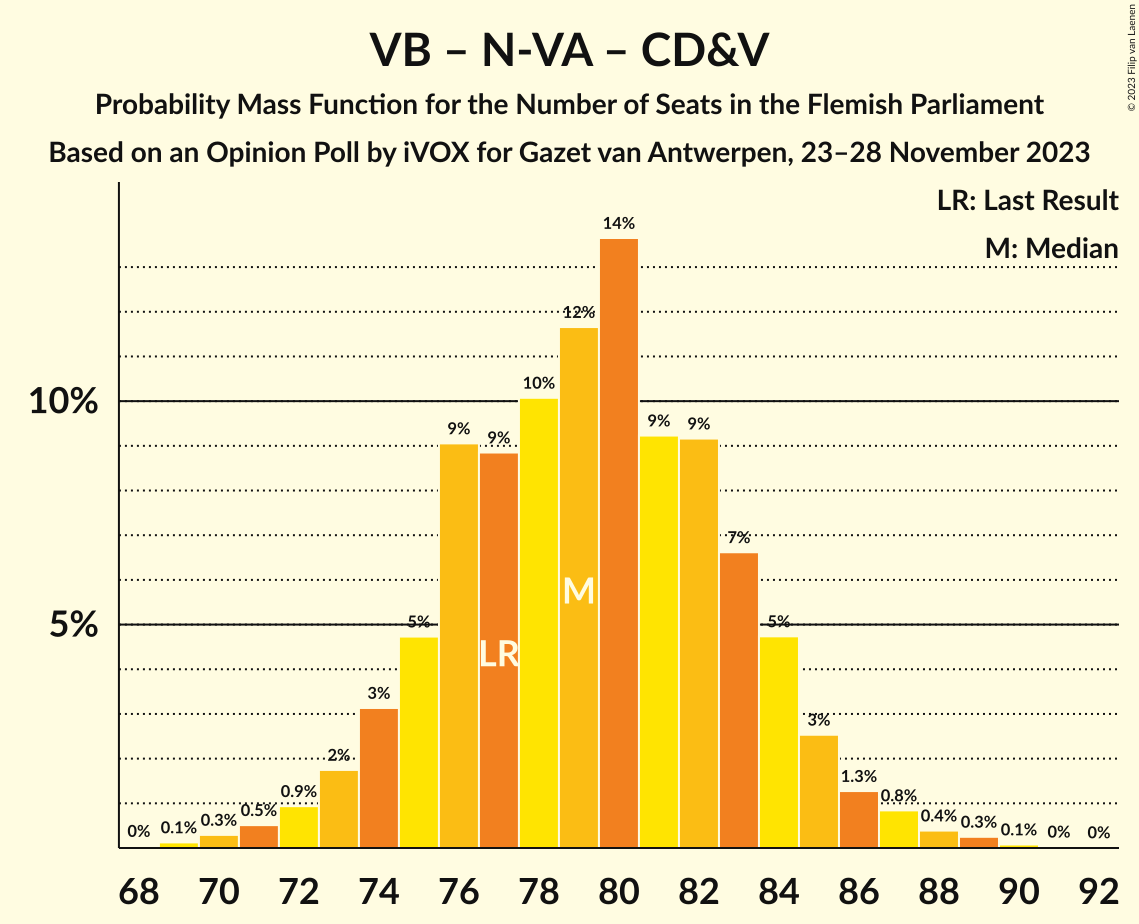 VB – N-VA – CD&V
Probability Mass Function for the Number of Seats in the Flemish Parliament
Based on an Opinion Poll by iVOX for Gazet van Antwerpen, 23–28 November 2023
© 2023 Filip van Laenen
LR: Last Result
M: Median
10%
5%
0% 0.1% 0.3% 0.5% 0.9% 2% 3% 5% 9% 9% 10% 12% 14% 9% 9% 7% 5% 3% 1.3% 0.8% 0.4% 0.3% 0.1% 0% 0%
M
LR
68 70 72 74 76 78 80 82 84 86 88 90 92